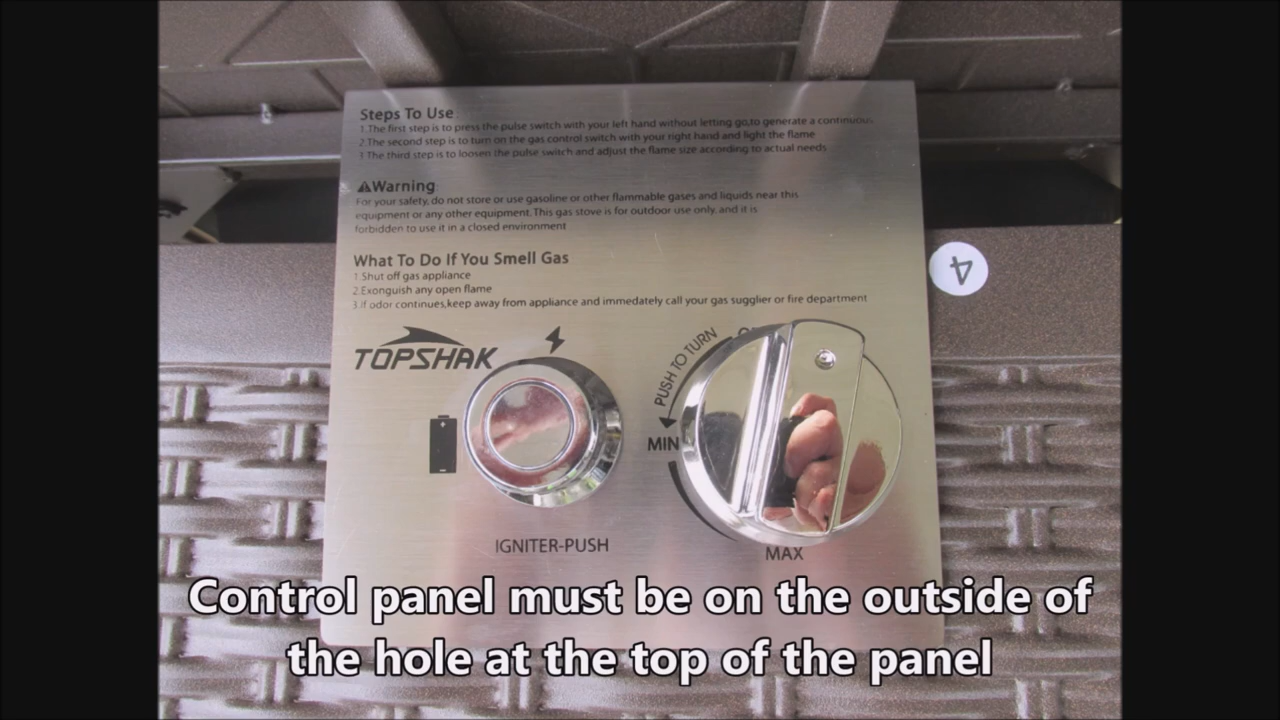 Steps To Use:
1.The first step is to press the pulse switch with your left hand without letting go,to generate a continuous
2.The second step is to turn on the gas control switch with your right hand and light the flame
3.The third step is to loosen the pulse switch and adjust the flame size according to actual needs
⚠Warning:
For your safety, do not store or use gasoline or other flammable gases and liquids near this
equipment or any other equipment. This gas stove is for outdoor use only, and it is
forbidden to use it in a closed environment
What To Do If You Smell Gas
1.Shut off gas appliance
2.Exonguish any open flame
3.if odor continues,keep away from appliance and immedately call your gas sugglier or fire department
4
TOPSHAK
PUSH TO TURN
MIN
IGNITER-PUSH
MAX
Control panel must be on the outside of
the hole at the top of the panel